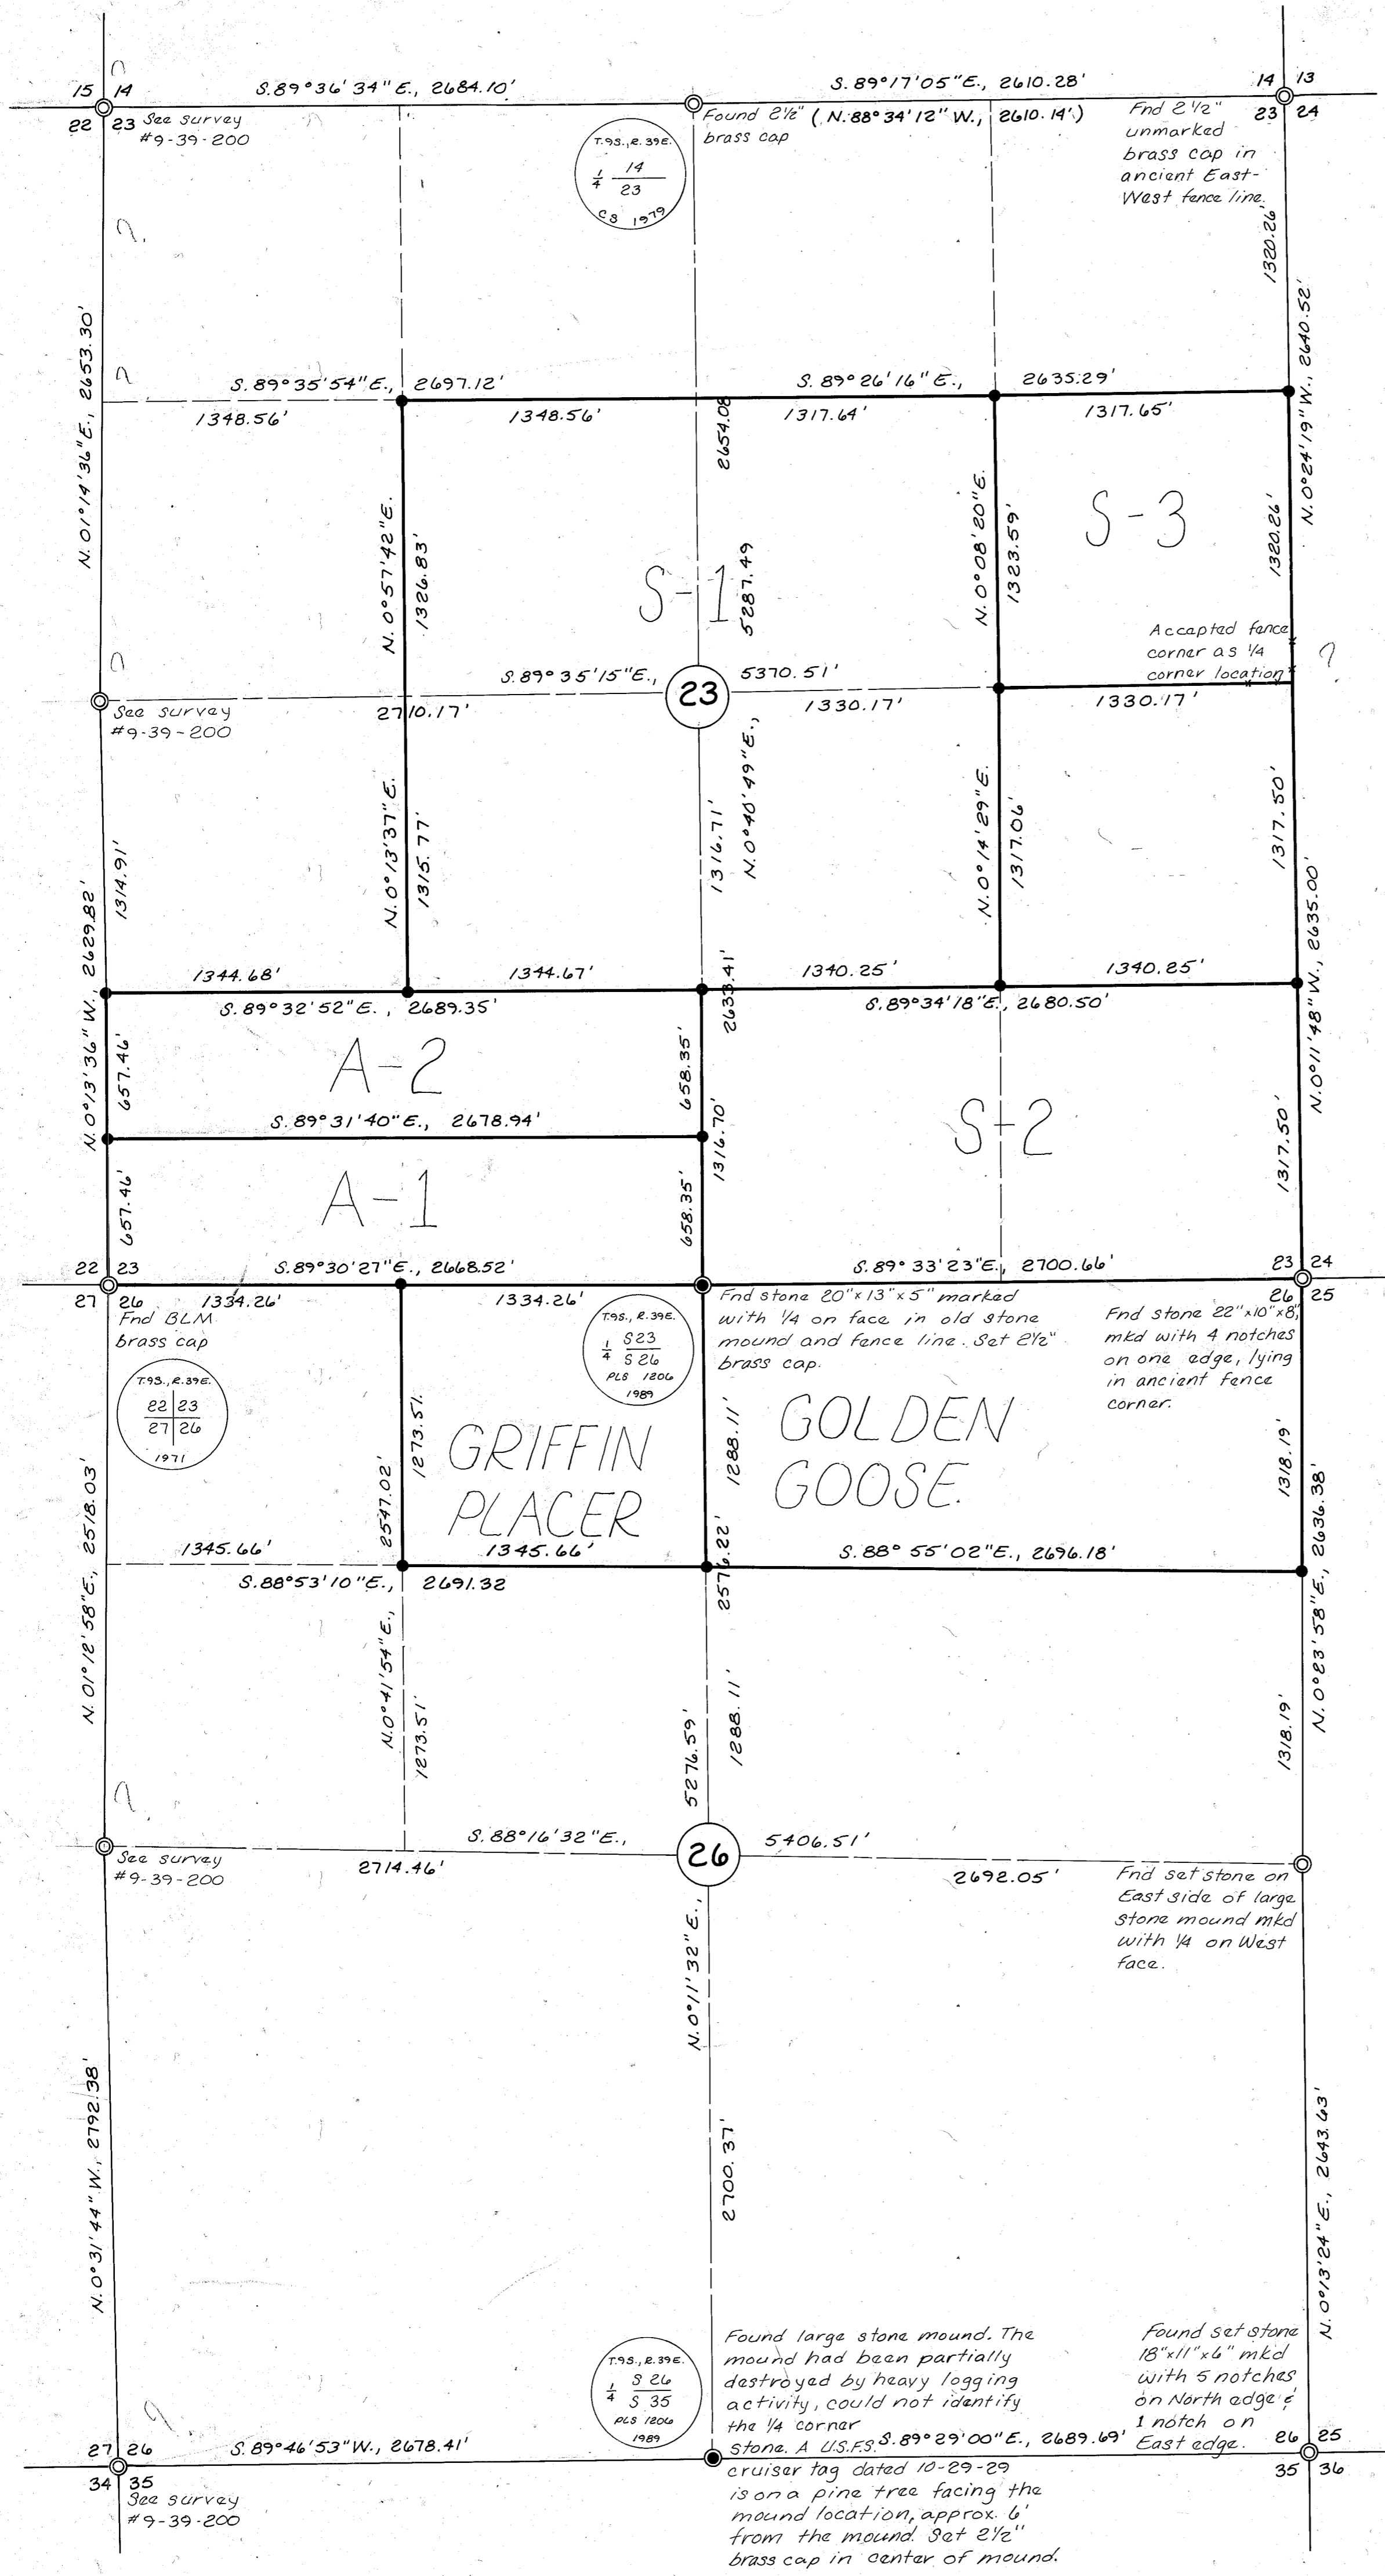 15 14
S.89°36'34"E., 2684.10'
S.89°17'05"E., 2610.28'
14 13
22 23 See survey
#9-39-200
T.9S., R.39E.
1/4 14
23
CS 1979
Found 2½" (N.88°34'12"W., 2610.14')
brass cap
Fnd 2½"
unmarked
brass cap in
ancient East-
West fence line.
23 24
1320.26'
N.01°14'36"E., 2653.30'
N.0°24'19"W., 2640.52'
S.89°35'54"E., 2697.12'
S.89°26'16"E., 2635.29'
1348.56'
1348.56'
2654.08
1317.64'
1317.65'
N.0°57'42"E.
1326.83'
S-1
5287.49
N.0°08'20"E.
1323.59'
S-3
1320.26'
Accepted fence
corner as ¼
corner location
?
S.89°35'15"E.,
23
5370.51'
See survey
#9-39-200
2710.17'
1330.17'
1330.17'
1314.91'
N.0°13'37"E.
1315.77'
1316.71'
N.0°40'49"E.,
N.0°14'29"E.
1317.06'
1317.50'
N.0°13'36"W., 2629.82'
N.0°11'48"W., 2635.00'
1344.68'
1344.67'
2633.41'
1340.25'
1340.25'
S.89°32'52"E., 2689.35'
S.89°34'18"E., 2680.50'
657.46'
A-2
658.35'
S.89°31'40"E., 2678.94'
1316.70'
S-2
1317.50'
657.46'
A-1
658.35'
22 23
S.89°30'27"E., 2668.52'
S.89°33'23"E., 2700.66'
23 24
27 26
1334.26'
1334.26'
26 25
Fnd BLM
brass cap
T.9S., R.39E.
22 23
27 26
1971
T.9S., R.39E.
1/4 S23
S26
PLS 1206
1989
Fnd stone 20"x13"x5" marked
with ¼ on face in old stone
mound and fence line. Set 2½"
brass cap.
Fnd stone 22"x10"x8",
mkd with 4 notches
on one edge, lying
in ancient fence
corner.
N.01°12'58"E., 2518.03'
2547.02'
1273.51.
GRIFFIN
PLACER
1288.11'
GOLDEN
GOOSE.
1318.19'
N.0°23'58"E., 2636.38'
1345.66'
1345.66'
2576.22'
S.88°55'02"E., 2696.18'
S.88°53'10"E., 2691.32
N.0°41'54"E.,
1273.51'
5276.59'
1288.11'
1318.19'
S.88°16'32"E.,
26
5406.51'
See survey
#9-39-200
2714.46'
2692.05'
Fnd set stone on
East side of large
stone mound mkd
with ¼ on West
face.
N.0°11'32"E.,
2700.37'
N.0°31'44"W., 2792.38'
N.0°13'24"E., 2643.63'
T.9S., R.39E.
1/4 S 26
S 35
PLS 1206
1989
Found large stone mound. The
mound had been partially
destroyed by heavy logging
activity, could not identify
the ¼ corner
stone. A U.S.F.S.
cruiser tag dated 10-29-29
is on a pine tree facing the
mound location, approx. 6'
from the mound. Set 2½"
brass cap in center of mound.
Found set stone
18"x11"x6" mkd
with 5 notches
on North edge &
1 notch on
East edge.
27 26
S.89°46'53"W., 2678.41'
S.89°29'00"E., 2689.69'
26 25
34 35
See survey
#9-39-200
35 36